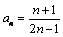 aₙ = (n+1)/(2n−1)